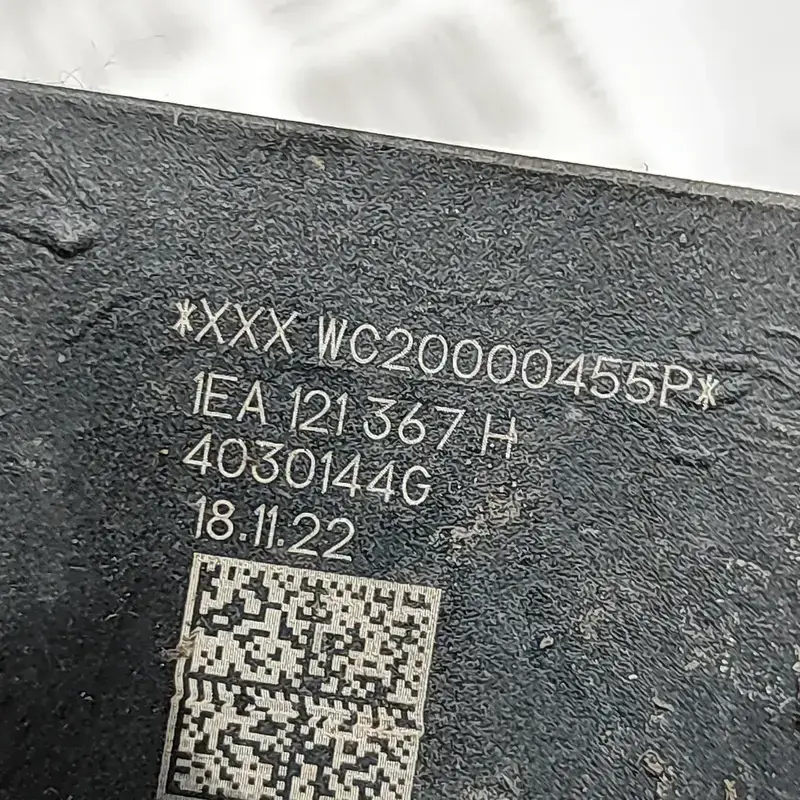 *XXX WC20000455P*
1EA 121 367 H
4030144G
18.11.22